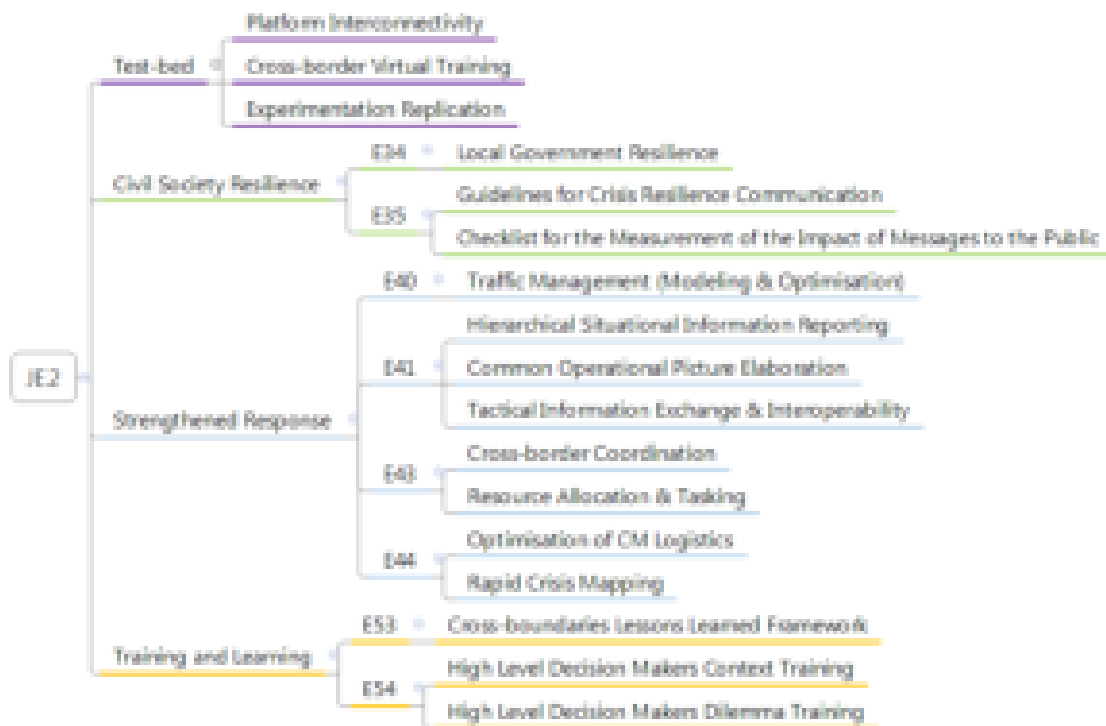 Platform Interconnectivity
Test-bed
Cross-border Virtual Training
Experimentation Replication
E34
Local Government Resilience
Civil Society Resilience
Guidelines for Crisis Resilience Communication
E35
Checklist for the Measurement of the Impact of Messages to the Public
E40
Traffic Management (Modeling & Optimisation)
Hierarchical Situational Information Reporting
JE2
E41
Common Operational Picture Elaboration
Tactical Information Exchange & Interoperability
Strengthened Response
Cross-border Coordination
E43
Resource Allocation & Tasking
Optimisation of CM Logistics
E44
Rapid Crisis Mapping
E53
Cross-boundaries Lessons Learned Framework
Training and Learning
High Level Decision Makers Context Training
E54
High Level Decision Makers Dilemma Training